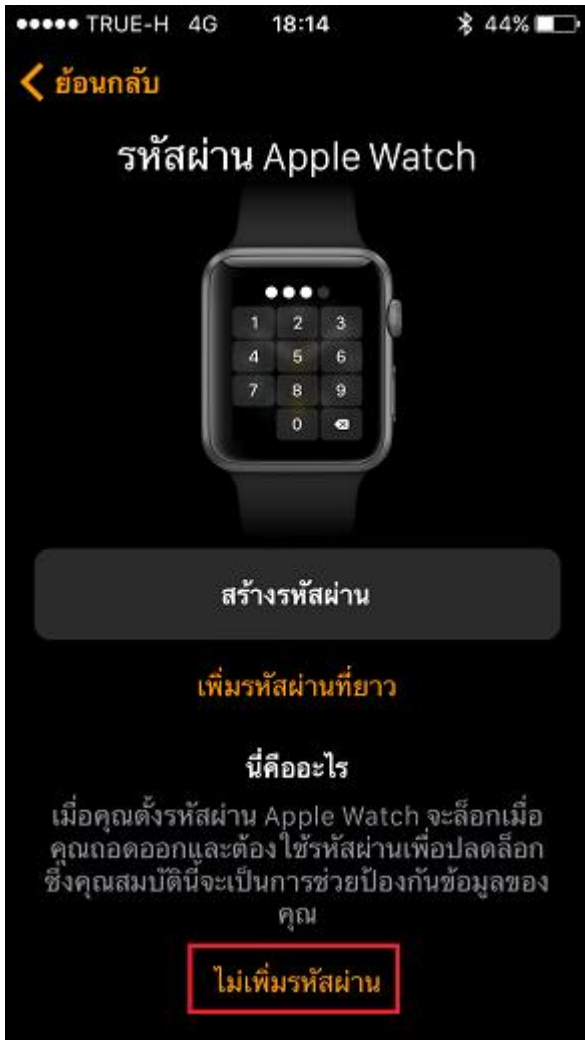 TRUE-H 4G 18:14 44%
ย้อนกลับ
รหัสผ่าน Apple Watch
1 2 3
4 5 6
7 8 9
0
สร้างรหัสผ่าน
เพิ่มรหัสผ่านที่ยาว
นี่คืออะไร
เมื่อคุณตั้งรหัสผ่าน Apple Watch จะล็อกเมื่อ
คุณถอดออกและต้องใช้รหัสผ่านเพื่อปลดล็อก
ซึ่งคุณสมบัตินี้จะเป็นการช่วยป้องกันข้อมูลของ
คุณ
ไม่เพิ่มรหัสผ่าน